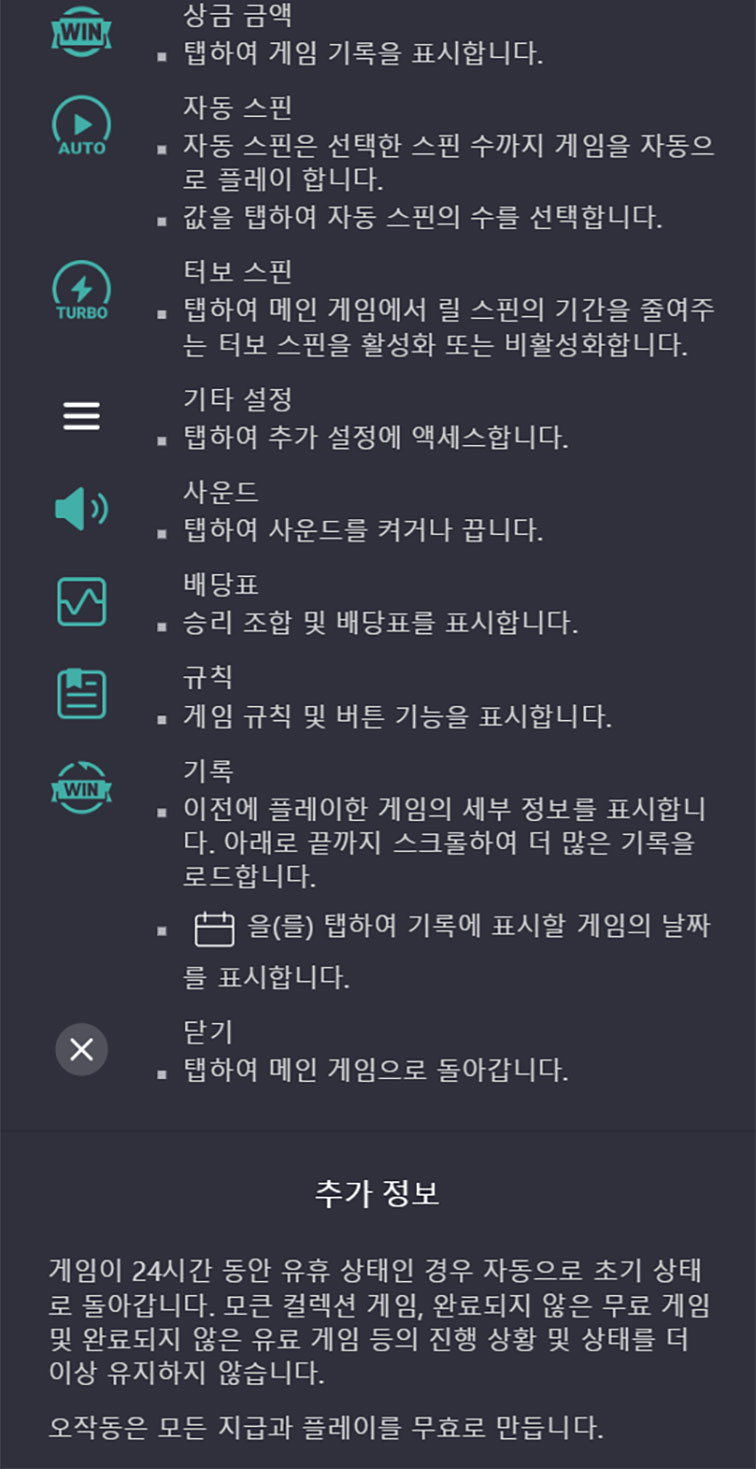 WIN
상금 금액
▪ 탭하여 게임 기록을 표시합니다.
AUTO
자동 스핀
▪ 자동 스핀은 선택한 스핀 수까지 게임을 자동으
로 플레이 합니다.
▪ 값을 탭하여 자동 스핀의 수를 선택합니다.
TURBO
터보 스핀
▪ 탭하여 메인 게임에서 릴 스핀의 기간을 줄여주
는 터보 스핀을 활성화 또는 비활성화합니다.
기타 설정
▪ 탭하여 추가 설정에 액세스합니다.
사운드
▪ 탭하여 사운드를 켜거나 끕니다.
배당표
▪ 승리 조합 및 배당표를 표시합니다.
규칙
▪ 게임 규칙 및 버튼 기능을 표시합니다.
WIN
기록
▪ 이전에 플레이한 게임의 세부 정보를 표시합니
다. 아래로 끝까지 스크롤하여 더 많은 기록을
로드합니다.
▪ 을(를) 탭하여 기록에 표시할 게임의 날짜
를 표시합니다.
닫기
▪ 탭하여 메인 게임으로 돌아갑니다.
추가 정보
게임이 24시간 동안 유휴 상태인 경우 자동으로 초기 상태
로 돌아갑니다. 모큰 컬렉션 게임, 완료되지 않은 무료 게임
및 완료되지 않은 유료 게임 등의 진행 상황 및 상태를 더
이상 유지하지 않습니다.
오작동은 모든 지급과 플레이를 무효로 만듭니다.